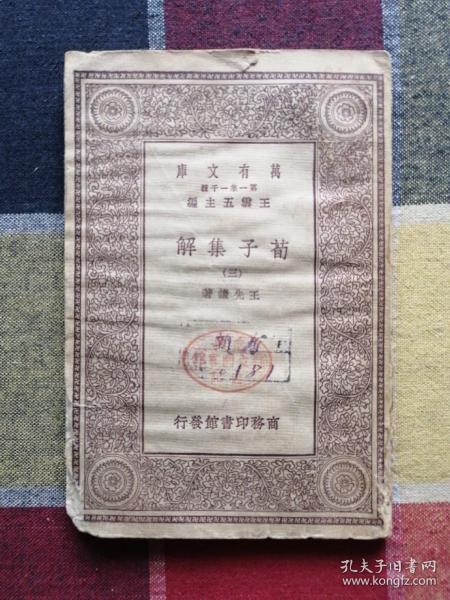 萬有文庫
第一集一千種
王雲五主編
荀子集解
(三)
王先謙著
181
商務印書館發行
孔夫子旧书网
www.kongfz.com